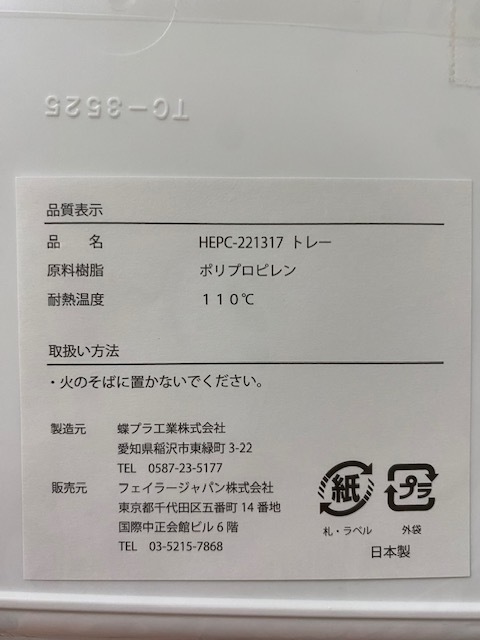 TC-3525
品質表示
品 名 HEPC-221317 トレー
原料樹脂 ポリプロピレン
耐熱温度 110℃
取扱い方法
・火のそばに置かないでください。
製造元 蝶プラ工業株式会社
愛知県稲沢市東緑町 3-22
TEL 0587-23-5177
販売元 フェイラージャパン株式会社
東京都千代田区五番町 14 番地
国際中正会館ビル 6 階
TEL 03-5215-7868
紙 プラ
札・ラベル 外袋
日本製